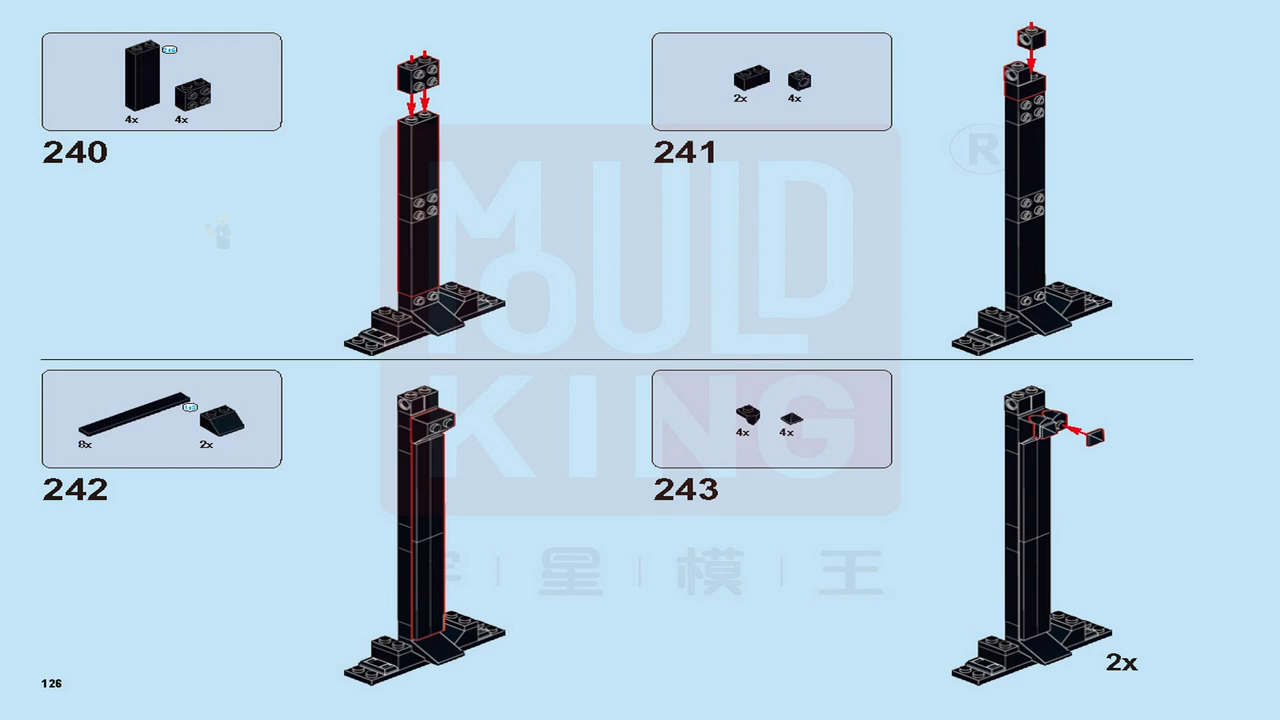 4x
4x
240
2x
4x
241
MOULD
KING
®
8x
2x
242
4x
4x
243
星 | 模 | 王
2x
126